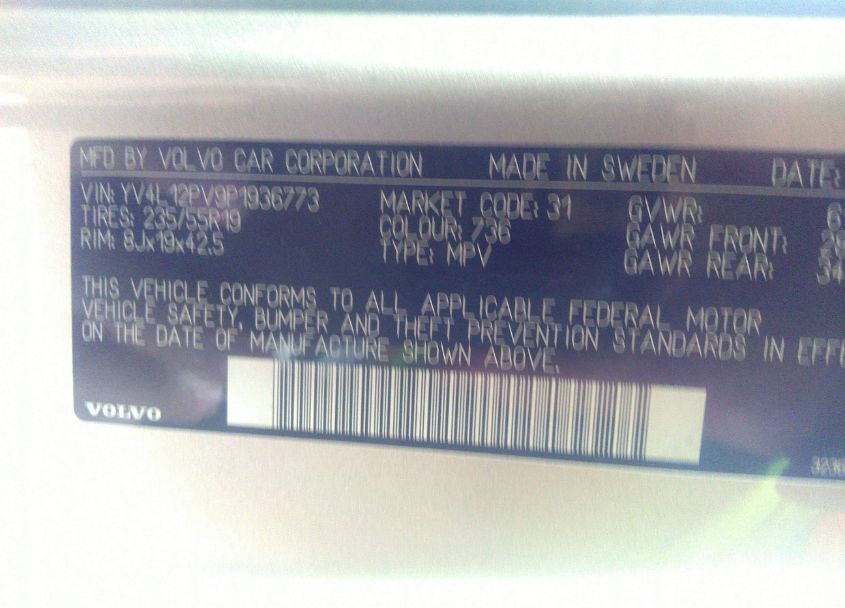 MFD BY VOLVO CAR CORPORATION MADE IN SWEDEN DATE:
VIN: YV4L12PV9P1936773 MARKET CODE: 31 GVWR:
TIRES: 235/55R19 COLOUR: 736 GAWR FRONT:
RIM: 8Jx19x42.5 TYPE: MPV GAWR REAR: 34
THIS VEHICLE CONFORMS TO ALL APPLICABLE FEDERAL MOTOR
VEHICLE SAFETY, BUMPER AND THEFT PREVENTION STANDARDS IN EFFE
ON THE DATE OF MANUFACTURE SHOWN ABOVE.
VOLVO